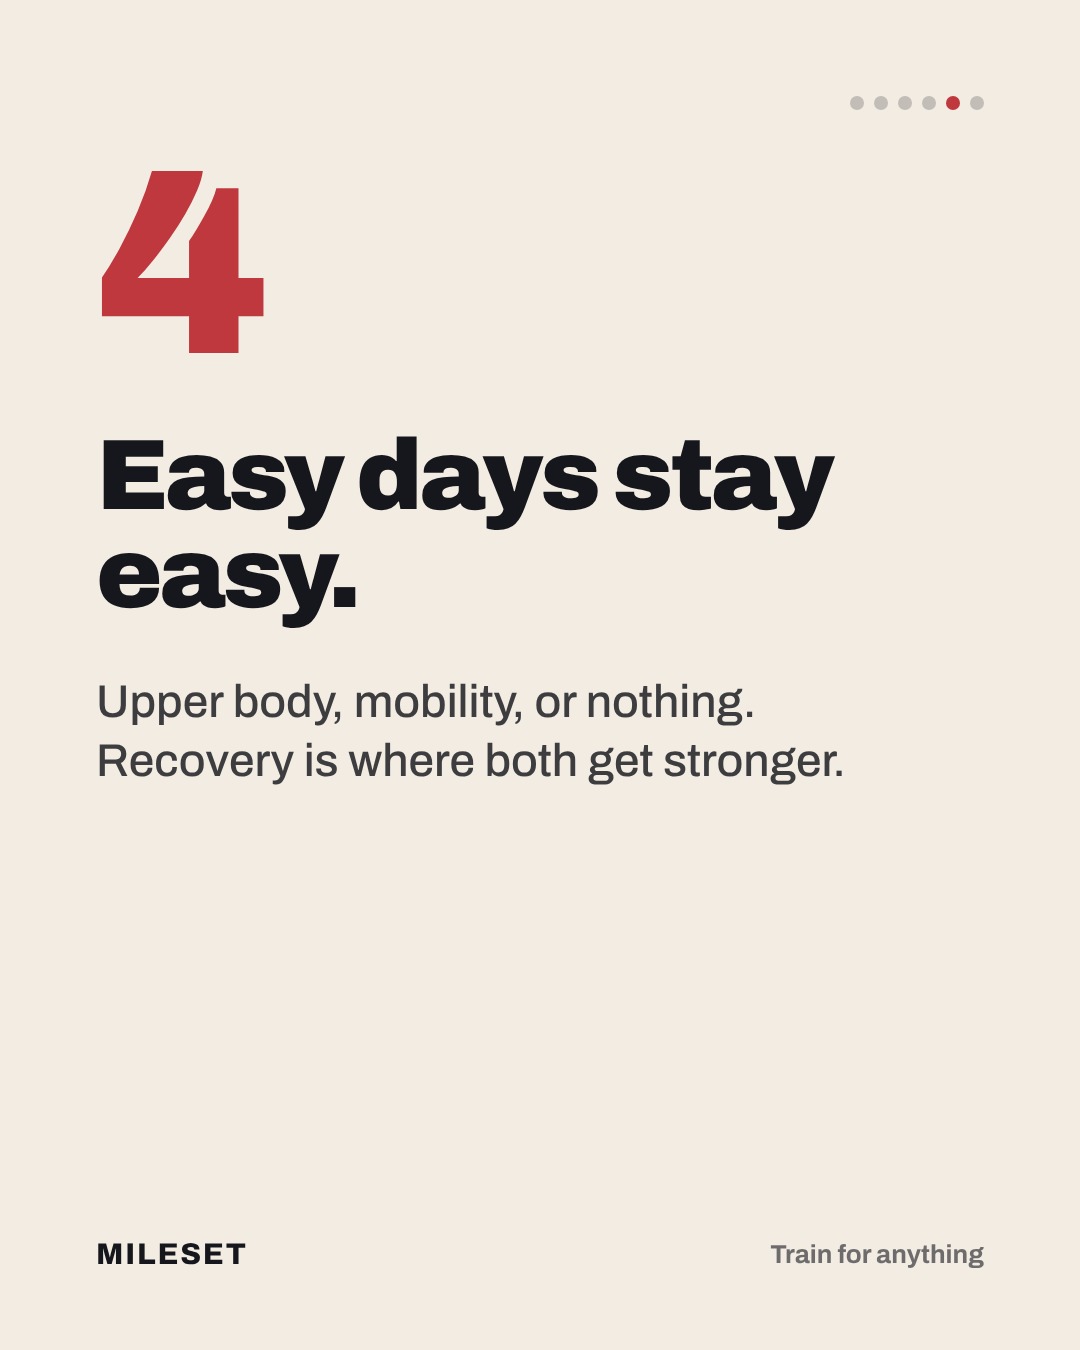 4
Easy days stay
easy.
Upper body, mobility, or nothing.
Recovery is where both get stronger.
MILESET
Train for anything